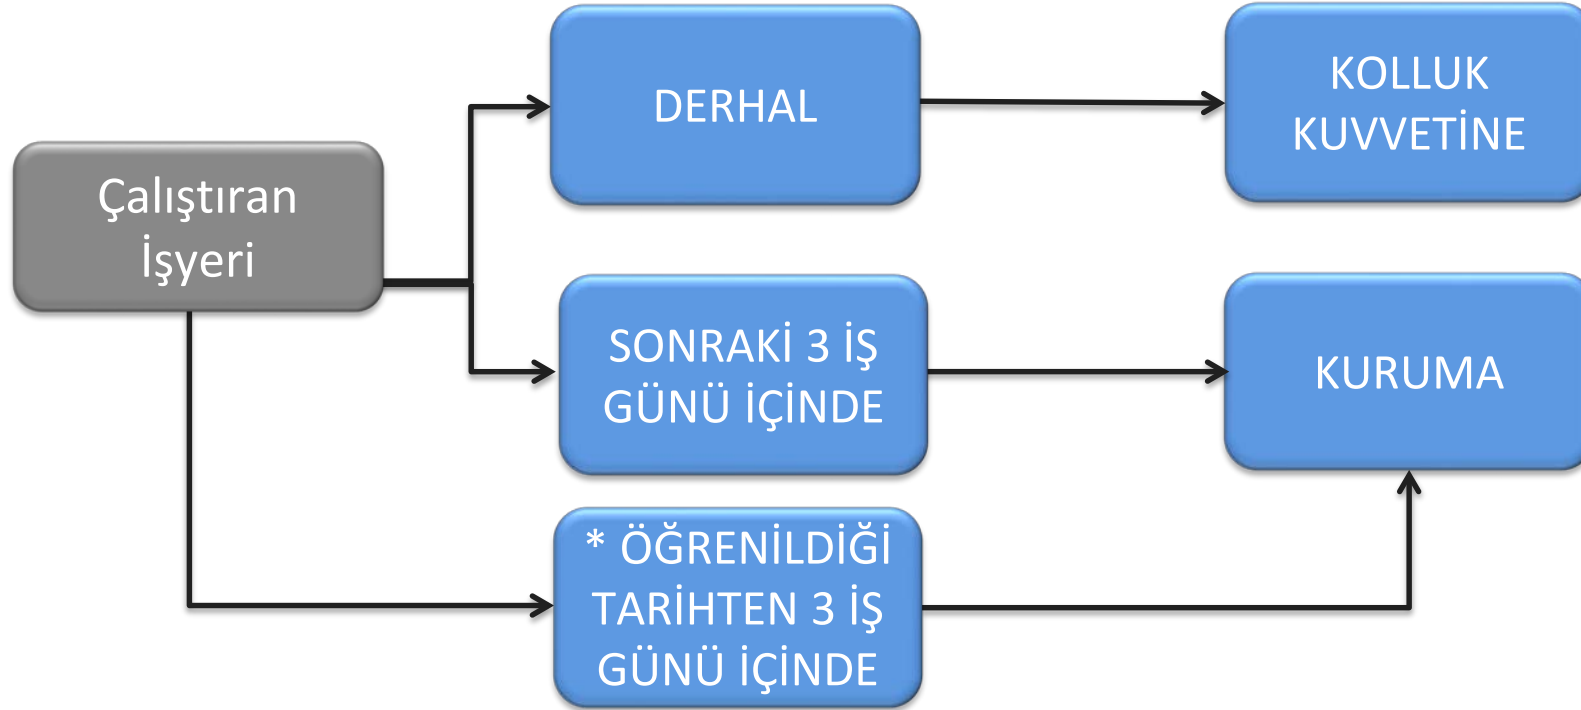 Çalıştıran
İşyeri
DERHAL
KOLLUK
KUVVETİNE
SONRAKİ 3 İŞ
GÜNÜ İÇİNDE
KURUMA
* ÖĞRENİLDİĞİ
TARİHTEN 3 İŞ
GÜNÜ İÇİNDE